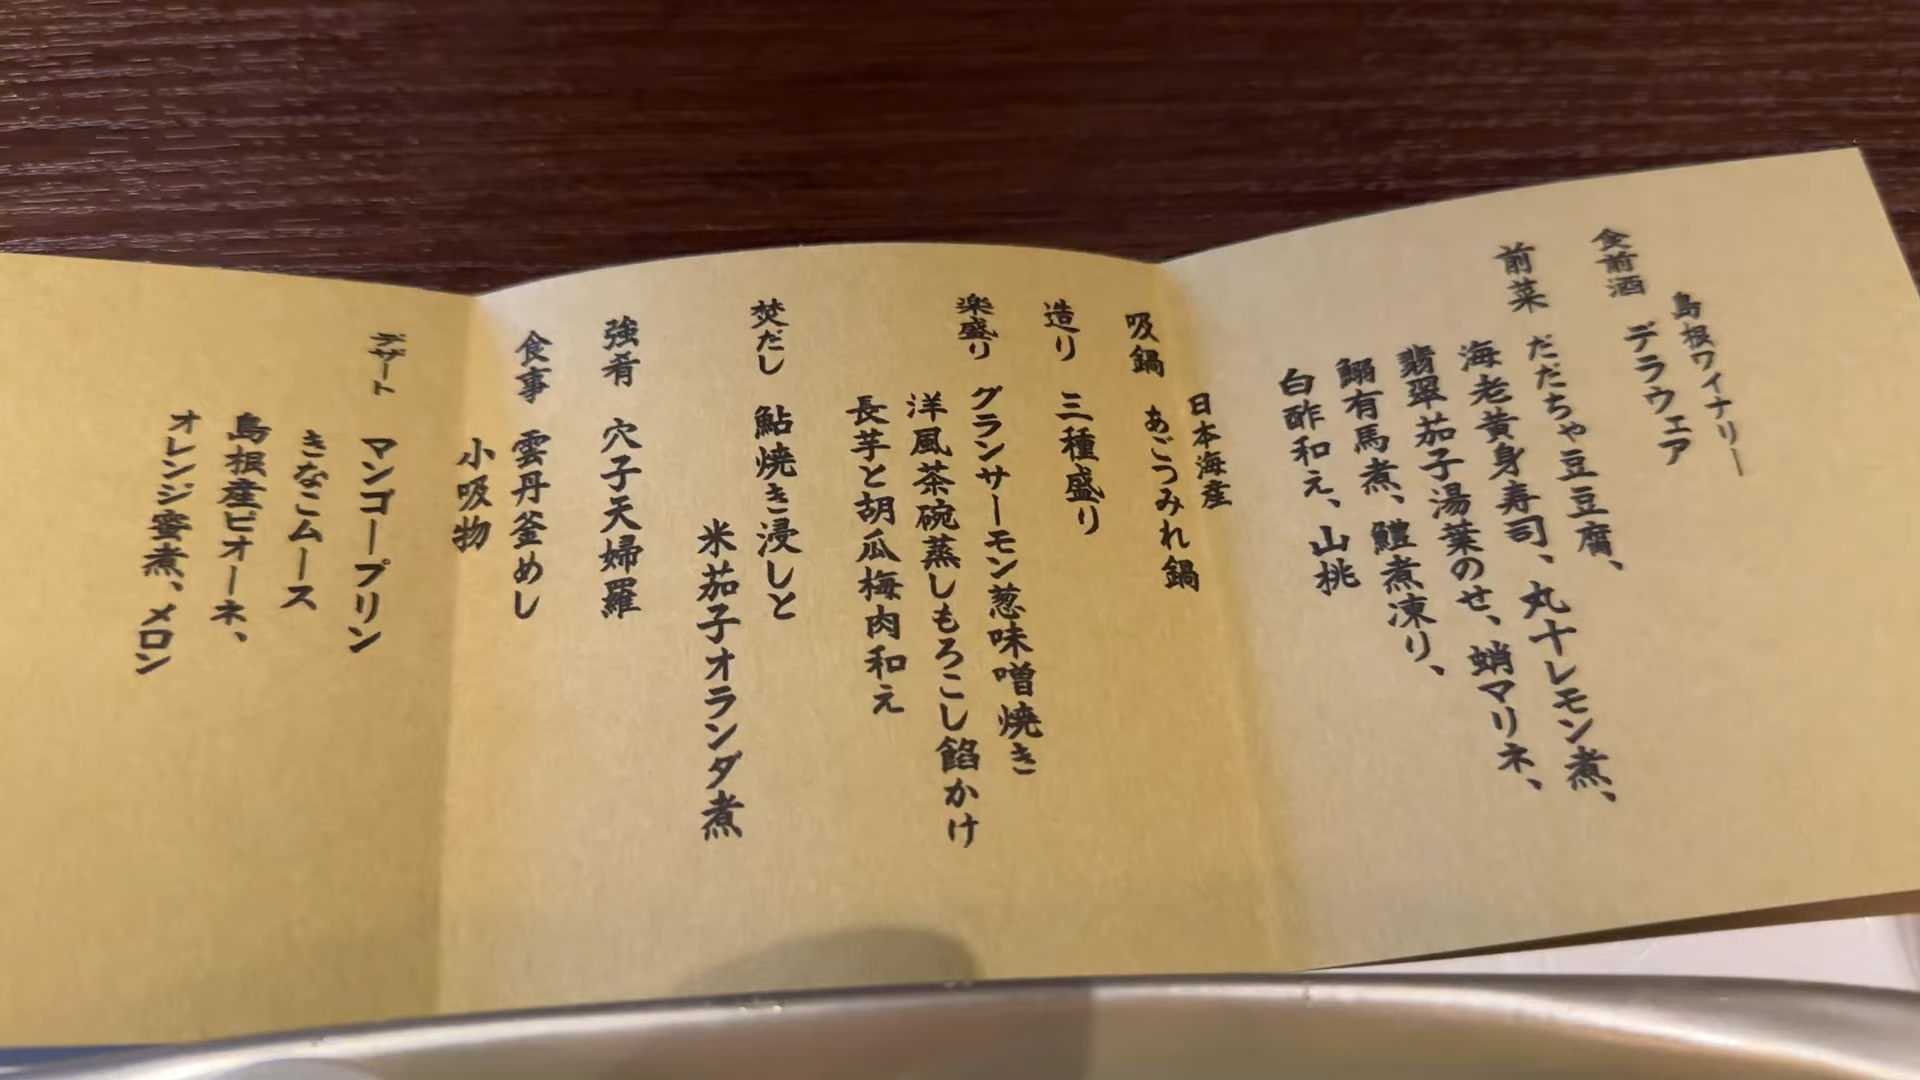 島根ワイナリー
食前酒 デラウェア
前菜 だだちゃ豆豆腐、
海老黄身寿司、丸十レモン煮、
翡翠茄子湯葉のせ、蛸マリネ、
鰯有馬煮、鱧煮凍り、
白酢和え、山桃
日本海産
吸鍋 あごつみれ鍋
造り 三種盛り
楽盛り グランサーモン葱味噌焼き
洋風茶碗蒸しもろこし餡かけ
長芋と胡瓜梅肉和え
焚だし 鮎焼き浸しと
米茄子オランダ煮
強肴 穴子天婦羅
食事 雲丹釜めし
小吸物
デザート マンゴープリン
きなこムース
島根産ピオーネ、
オレンジ蜜煮、メロン